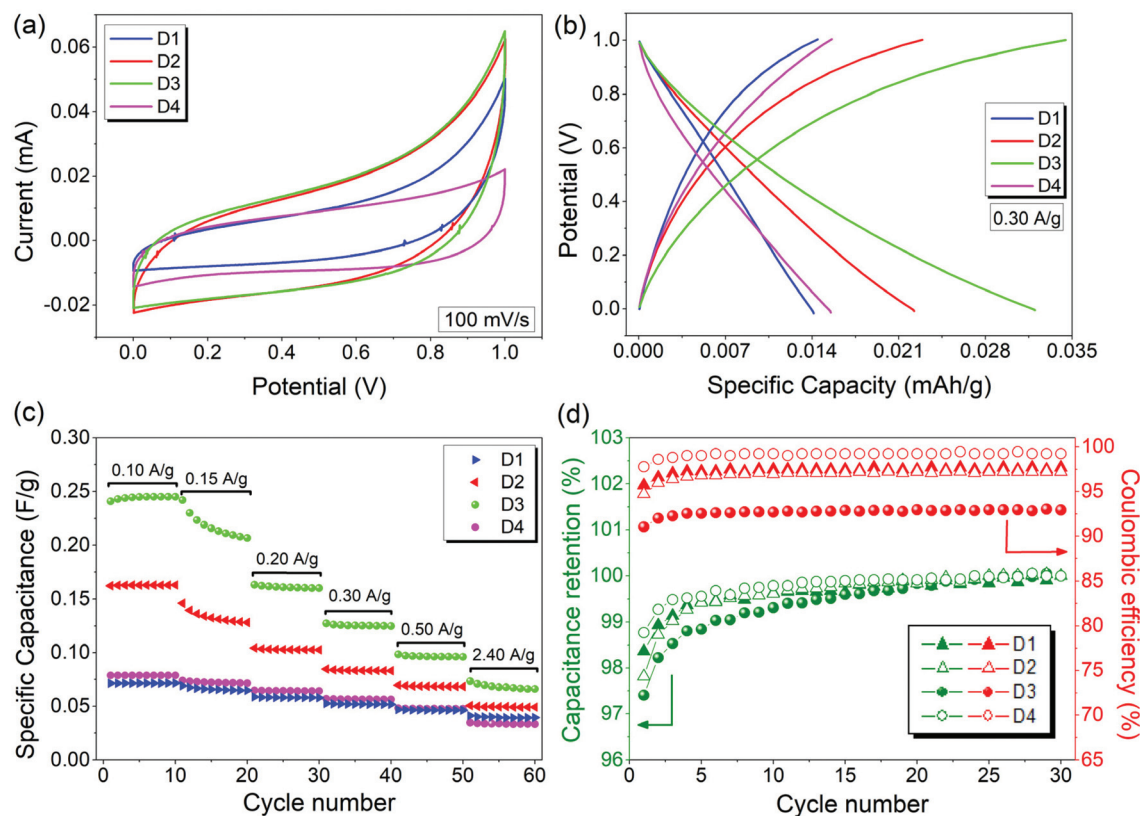 (a)
D1
D2
D3
D4
0.06
0.04
0.02
0.00
-0.02
Current (mA)
100 mV/s
0.0 0.2 0.4 0.6 0.8 1.0
Potential (V)
(b)
1.0
0.8
0.6
0.4
0.2
0.0
Potential (V)
D1
D2
D3
D4
0.30 A/g
0.000 0.007 0.014 0.021 0.028 0.035
Specific Capacity (mAh/g)
(c)
0.30
0.25
0.20
0.15
0.10
0.05
0.00
Specific Capacitance (F/g)
0.10 A/g
0.15 A/g
0.20 A/g
0.30 A/g
0.50 A/g
2.40 A/g
D1
D2
D3
D4
0 10 20 30 40 50 60
Cycle number
(d)
103
102
101
100
99
98
97
96
Capacitance retention (%)
100
95
90
85
80
75
70
65
Coulombic efficiency (%)
D1 D1
D2 D2
D3 D3
D4 D4
0 5 10 15 20 25 30
Cycle number